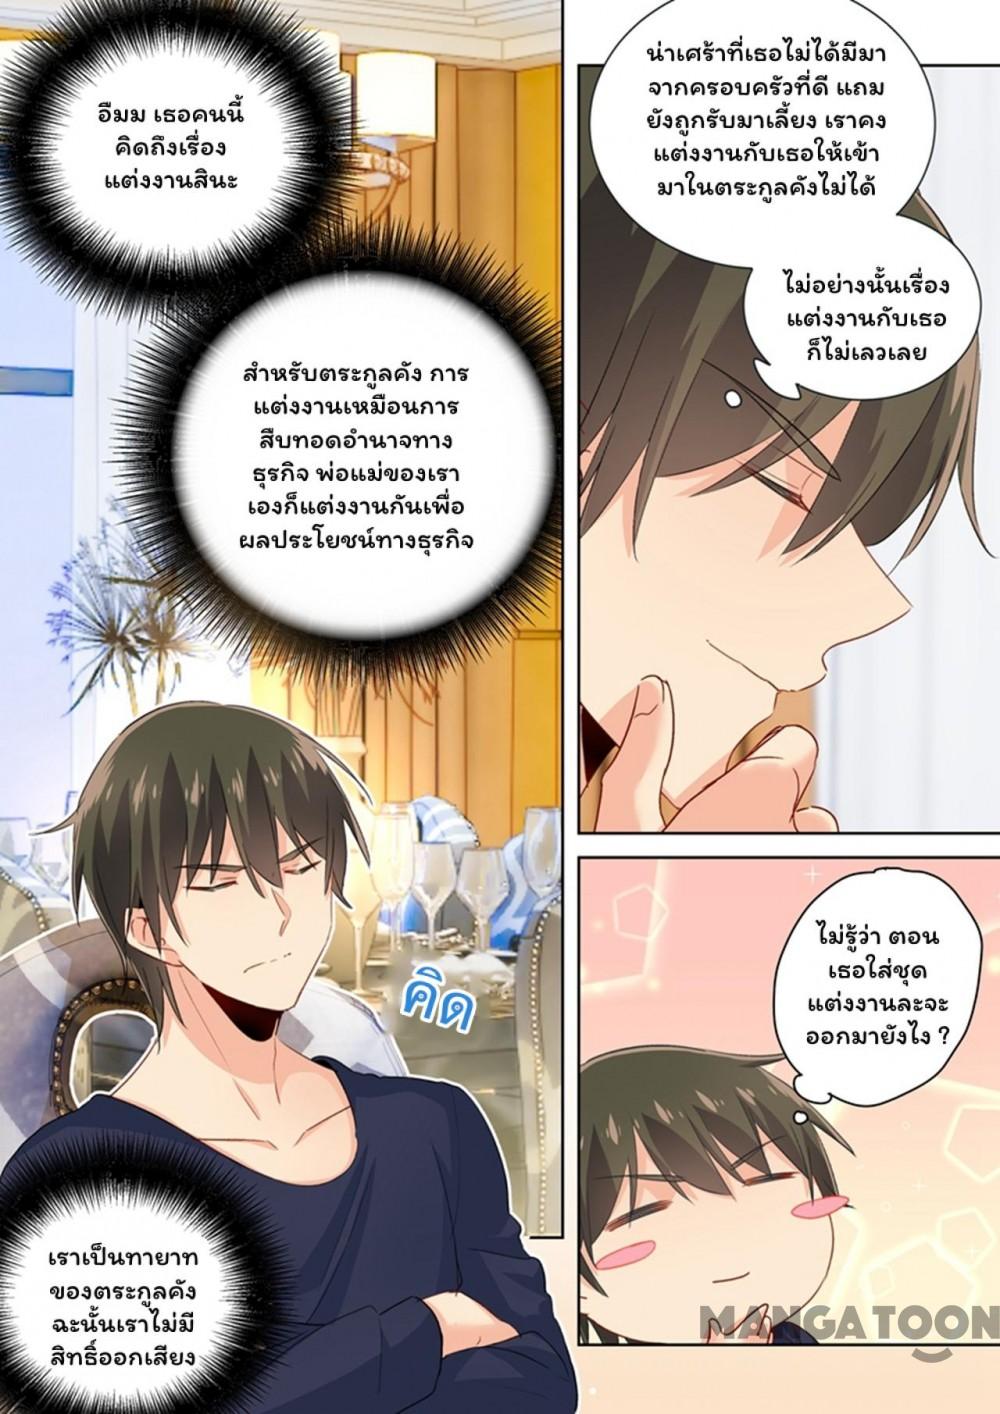 อืมม เธอคนนี้
คิดถึงเรื่อง
แต่งงานสินะ
สำหรับตระกูลคัง การ
แต่งงานเหมือนการ
สืบทอดอำนาจทาง
ธุรกิจ พ่อแม่ของเรา
เองก็แต่งงานกันเพื่อ
ผลประโยชน์ทางธุรกิจ
คิด
เราเป็นทายาท
ของตระกูลคัง
ฉะนั้นเราไม่มี
สิทธิ์ออกเสียง
น่าเศร้าที่เธอไม่ได้มีมา
จากครอบครัวที่ดี แถม
ยังถูกรับมาเลี้ยง เราคง
แต่งงานกับเธอให้เข้า
มาในตระกูลคังไม่ได้
ไม่อย่างนั้นเรื่อง
แต่งงานกับเธอ
ก็ไม่เลวเลย
ไม่รู้ว่า ตอน
เธอใส่ชุด
แต่งงานละจะ
ออกมายังไง ?
MANGATOON